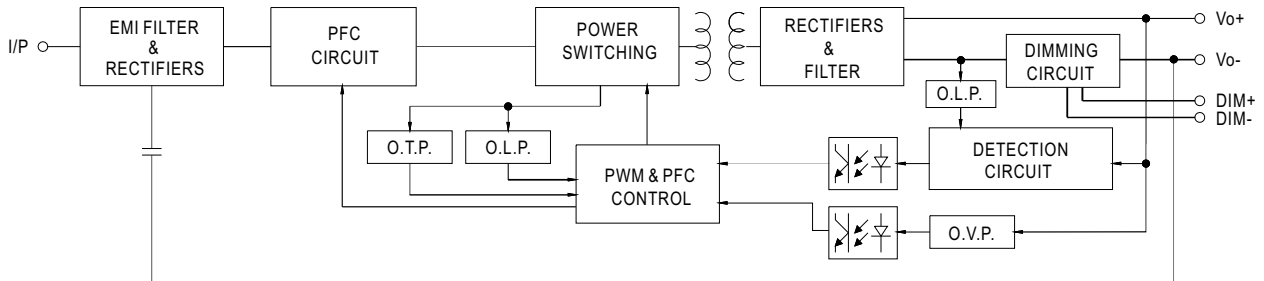 I/P
EMI FILTER
&
RECTIFIERS
PFC
CIRCUIT
POWER
SWITCHING
RECTIFIERS
&
FILTER
DIMMING
CIRCUIT
Vo+
Vo-
DIM+
DIM-
O.L.P.
O.T.P.
O.L.P.
PWM & PFC
CONTROL
DETECTION
CIRCUIT
O.V.P.